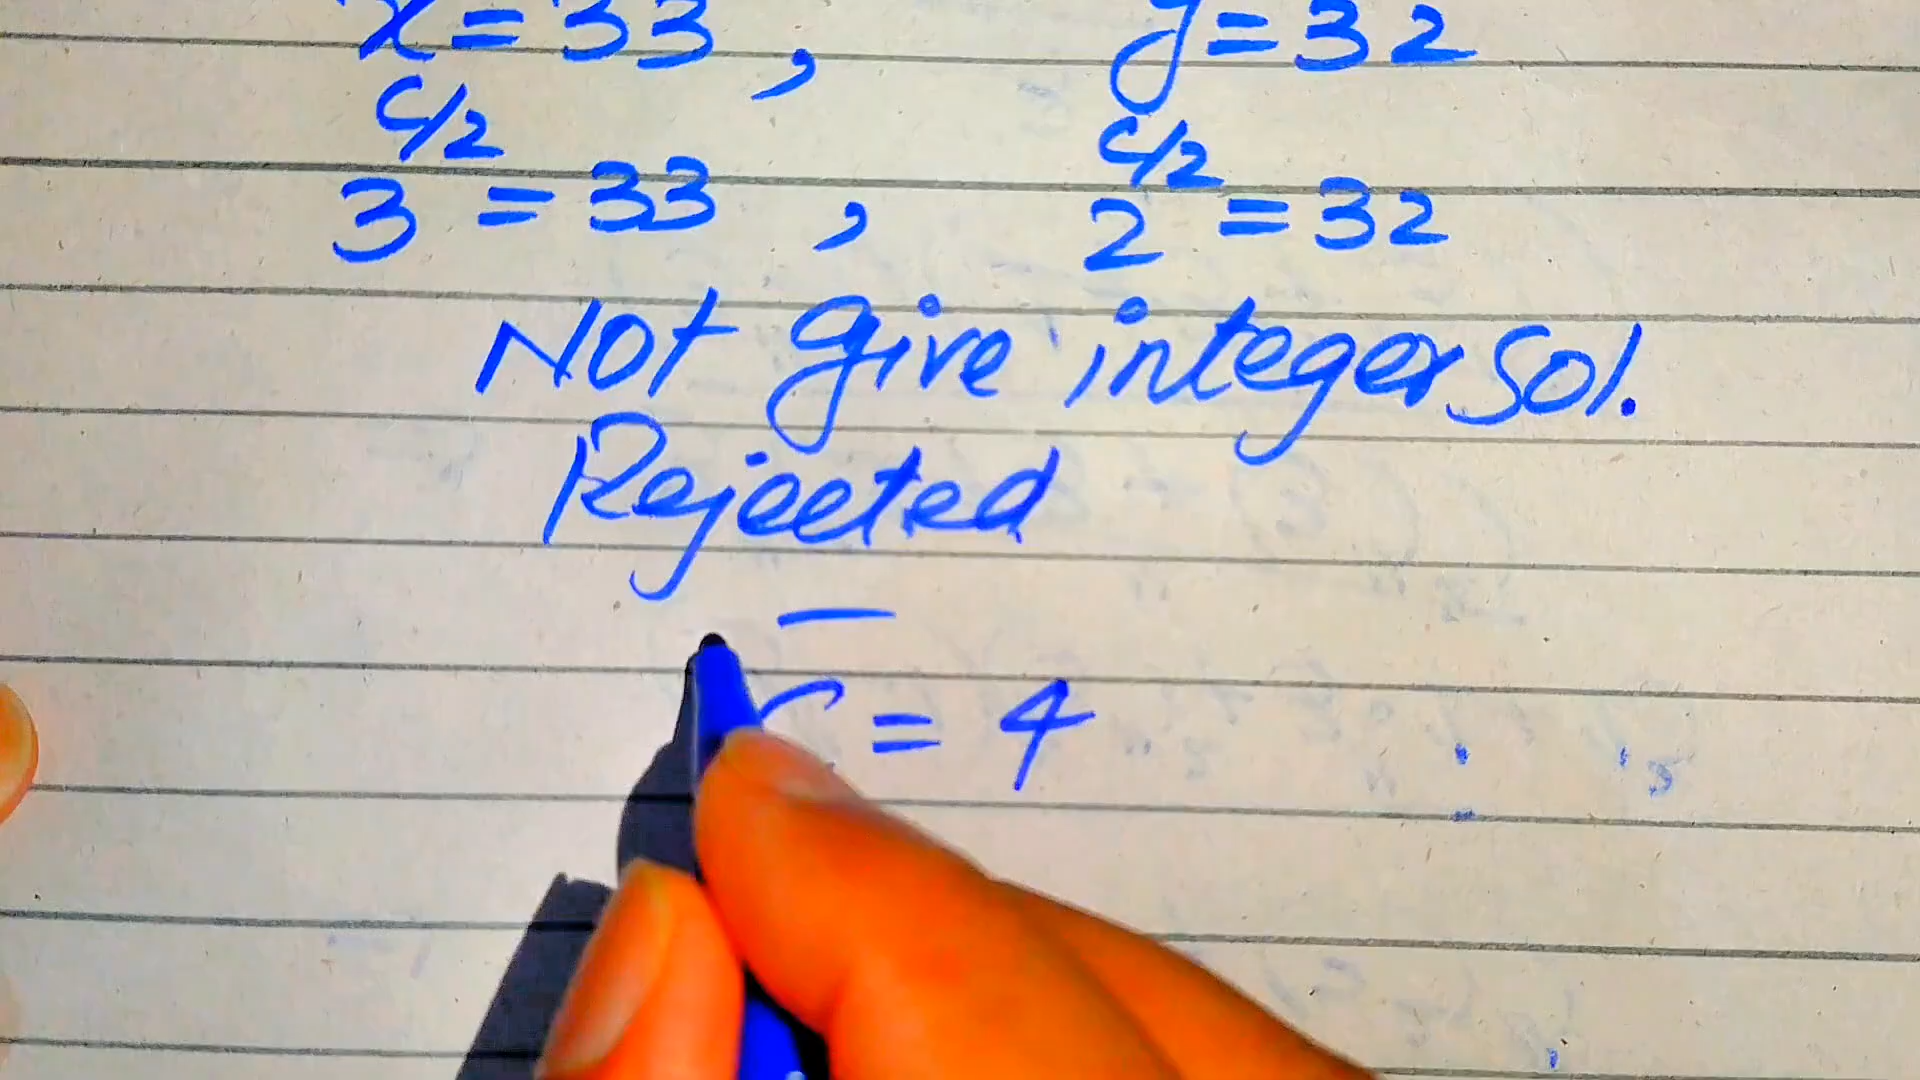 x = 33 , y = 32
3^{c/2} = 33 , 2^{c/2} = 32
Not give integer sol.
Rejected
c = 4